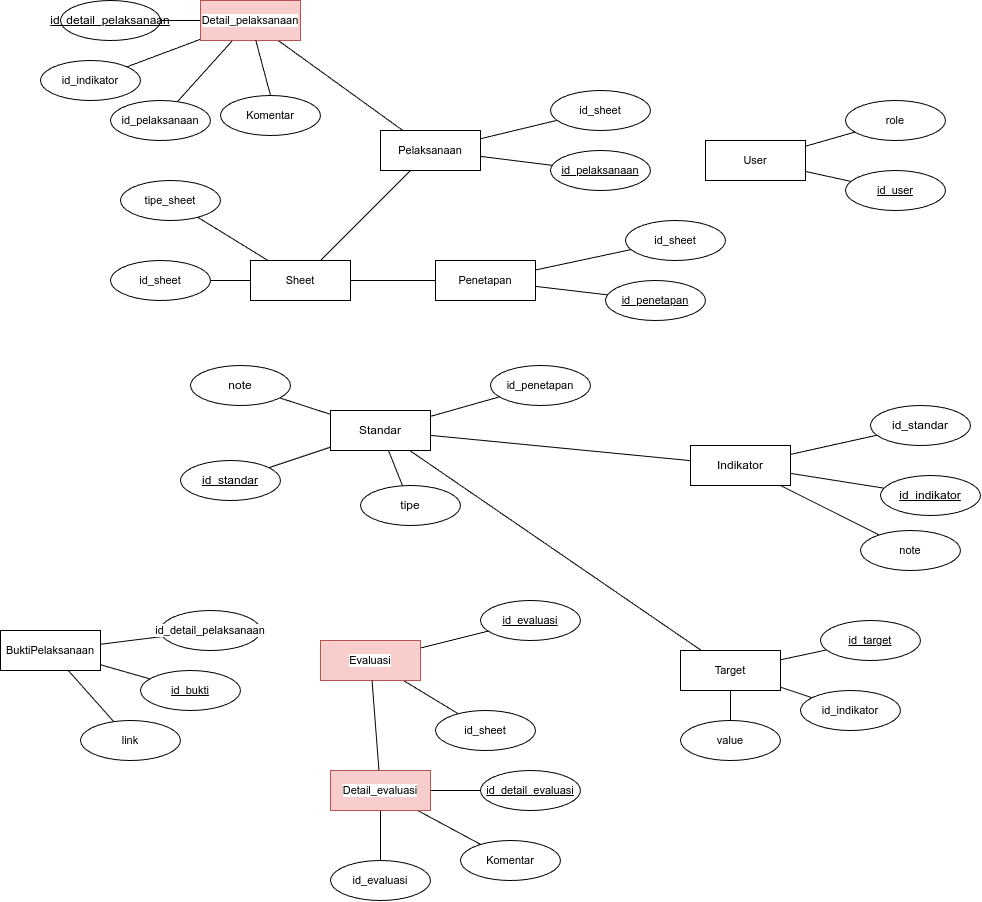 id_detail_pelaksanaan
Detail_pelaksanaan
id_indikator
id_pelaksanaan
Komentar
Pelaksanaan
id_sheet
id_pelaksanaan
User
role
id_user
tipe_sheet
id_sheet
Sheet
Penetapan
id_sheet
id_penetapan
note
Standar
id_penetapan
id_standar
tipe
Indikator
id_standar
id_indikator
note
BuktiPelaksanaan
id_detail_pelaksanaan
id_bukti
link
Evaluasi
id_evaluasi
id_sheet
Detail_evaluasi
id_detail_evaluasi
Komentar
id_evaluasi
Target
id_target
id_indikator
value